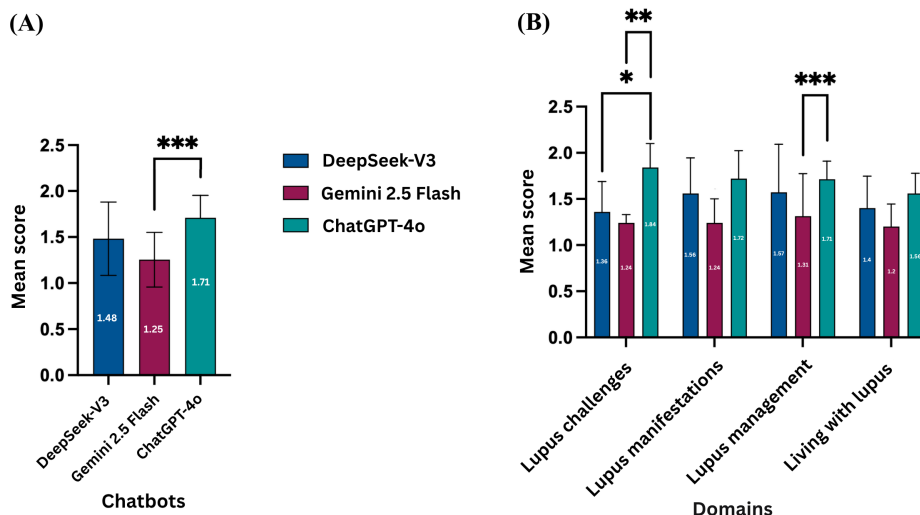 (A)
2.5
2.0
1.5
1.0
0.5
0.0
Mean score
***
1.48
1.25
1.71
DeepSeek-V3
Gemini 2.5 Flash
ChatGPT-4o
Chatbots
DeepSeek-V3
Gemini 2.5 Flash
ChatGPT-4o
(B)
**
*
***
2.5
2.0
1.5
1.0
0.5
0.0
Mean score
1.36
1.24
1.84
1.56
1.24
1.72
1.57
1.31
1.71
1.4
1.2
1.56
Lupus challenges
Lupus manifestations
Lupus management
Living with lupus
Domains